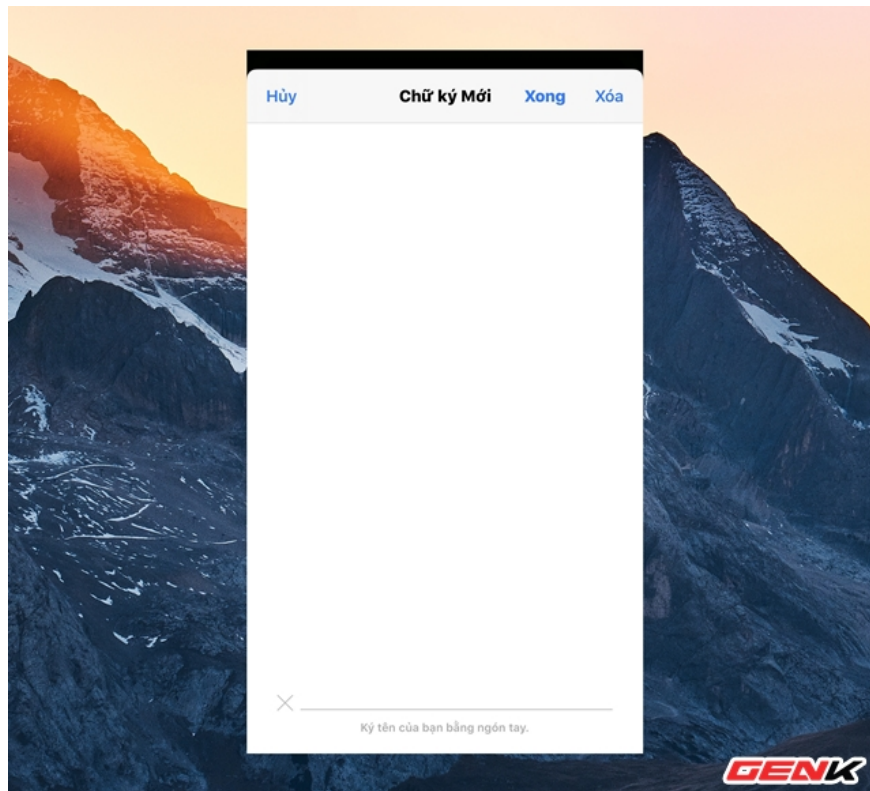 Hủy Chữ ký Mới Xong Xóa
Ký tên của bạn bằng ngón tay.
GENK